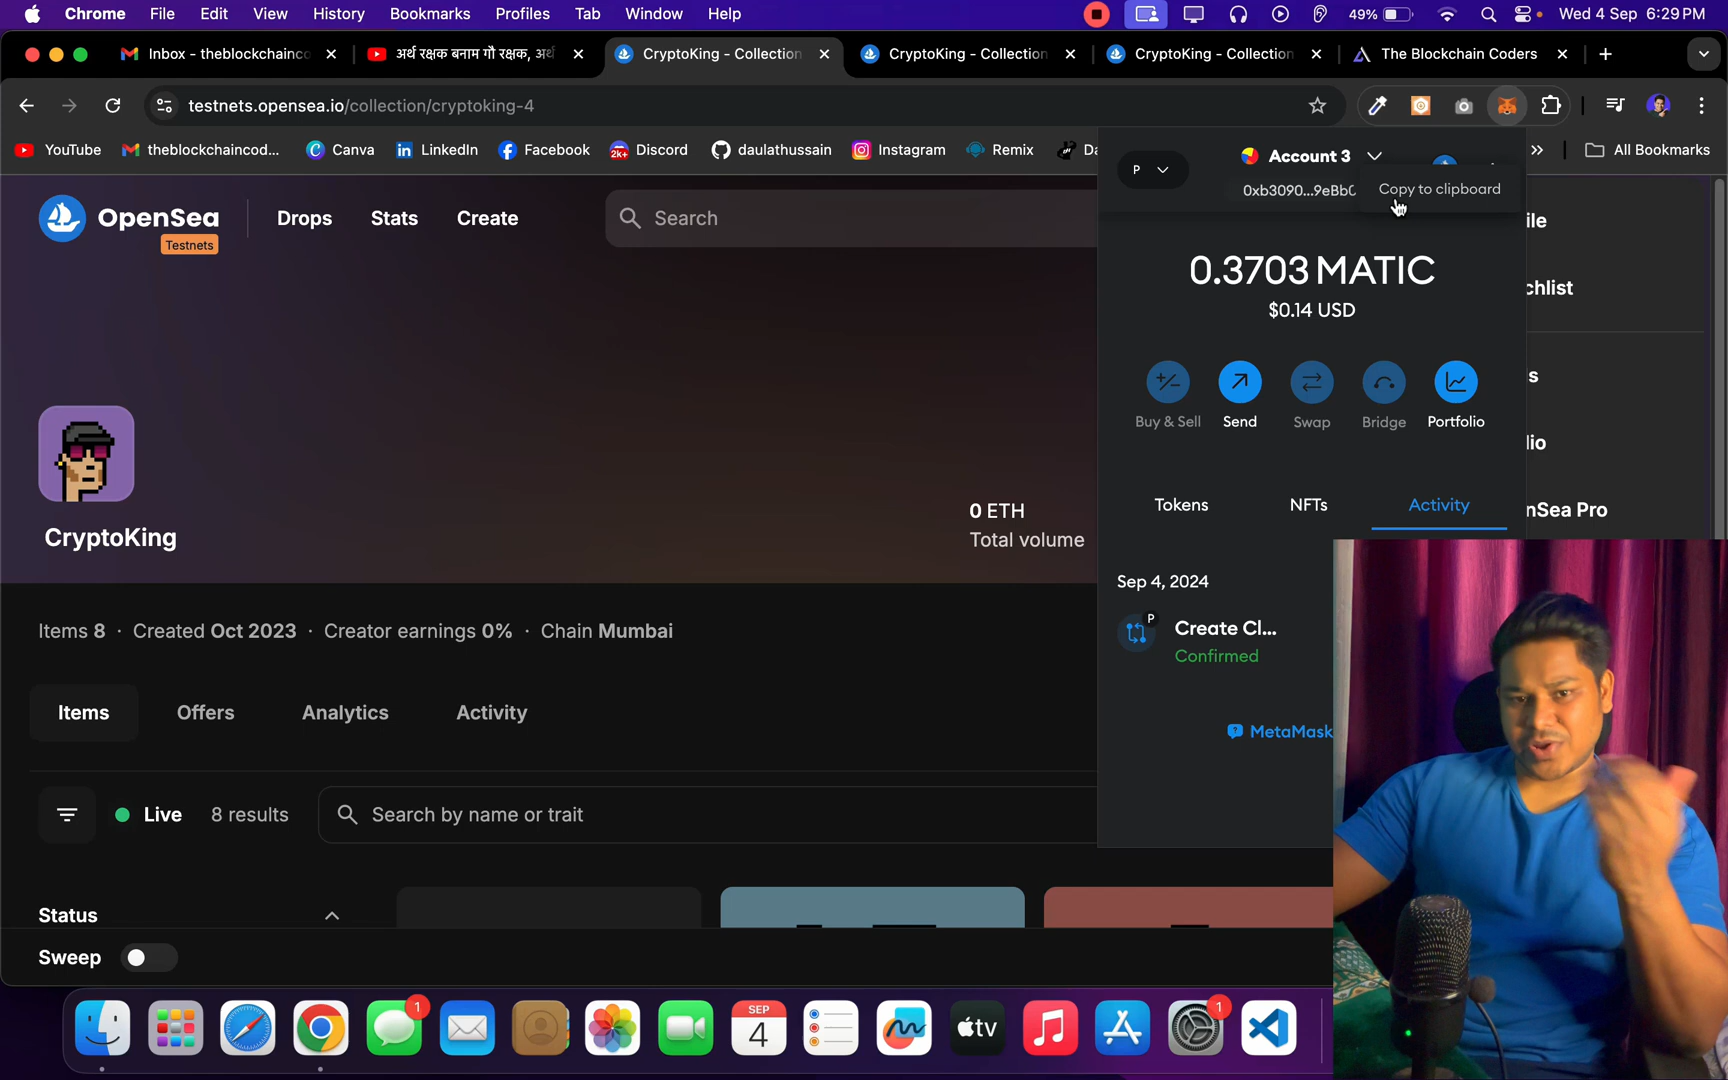 Chrome File Edit View History Bookmarks Profiles Tab Window Help 49% Wed 4 Sep 6:29 PM
Inbox - theblockchainco अर्थ रक्षक बनाम गौ रक्षक, अर्थ CryptoKing - Collection CryptoKing - Collection CryptoKing - Collection The Blockchain Coders
testnets.opensea.io/collection/cryptoking-4
YouTube theblockchaincod... Canva LinkedIn Facebook Discord daulathussain Instagram Remix Da » All Bookmarks
2K+
P Account 3
0xb3090...9eBb0 Copy to clipboard
OpenSea Drops Stats Create Search
Testnets
ile
0.3703 MATIC
$0.14 USD
chlist
Buy & Sell Send Swap Bridge Portfolio
s
lio
Tokens NFTs Activity
nSea Pro
0 ETH
Total volume
CryptoKing
Sep 4, 2024
P Create Cl...
Confirmed
MetaMask
Items 8 · Created Oct 2023 · Creator earnings 0% · Chain Mumbai
Items Offers Analytics Activity
Live 8 results Search by name or trait
Status
Sweep
1 SEP 4 tv 1